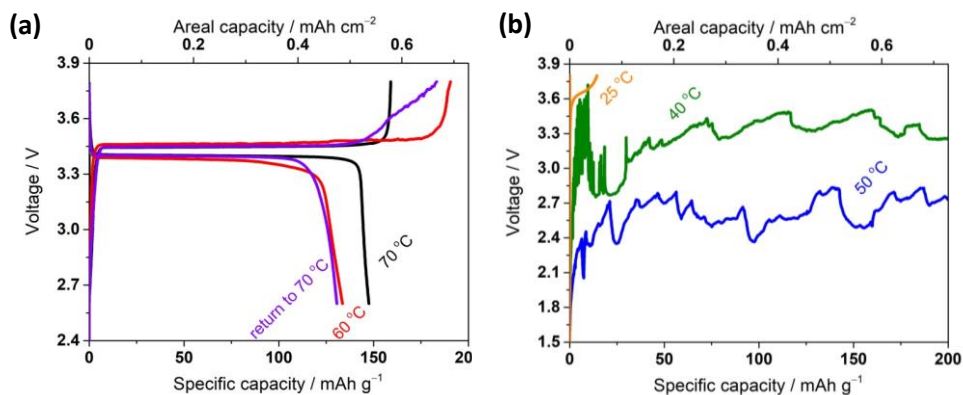 (a)
Areal capacity / mAh cm⁻²
0 0.2 0.4 0.6
3.9
3.6
3.3
3.0
2.7
2.4
Voltage / V
return to 70 °C
60 °C
70 °C
0 50 100 150 20
Specific capacity / mAh g⁻¹
(b)
Areal capacity / mAh cm⁻²
0 0.2 0.4 0.6
3.9
3.6
3.3
3.0
2.7
2.4
2.1
1.8
1.5
Voltage / V
25 °C
40 °C
50 °C
0 50 100 150 200
Specific capacity / mAh g⁻¹